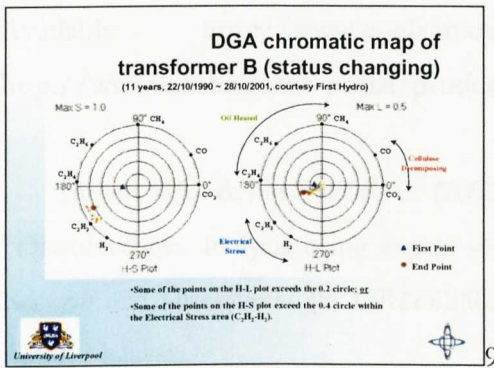 DGA chromatic map of
transformer B (status changing)
(11 years, 22/10/1990 ~ 28/10/2001, courtesy First Hydro)
Max S = 1.0
90° CH₄
C₂H₄
CO
C₂H₆
180°
0°
CO₂
C₂H₂
H₂
270°
H-S Plot
Oil Heated
Max L = 0.5
90° CH₄
C₂H₄
CO
Cellulose
Decomposing
C₂H₆
180°
0°
CO₂
C₂H₂
H₂
Electrical
Stress
270°
H-L Plot
First Point
End Point
•Some of the points on the H-L plot exceeds the 0.2 circle; or
•Some of the points on the H-S plot exceed the 0.4 circle within
the Electrical Stress area (C₂H₂-H₂).
University of Liverpool
9